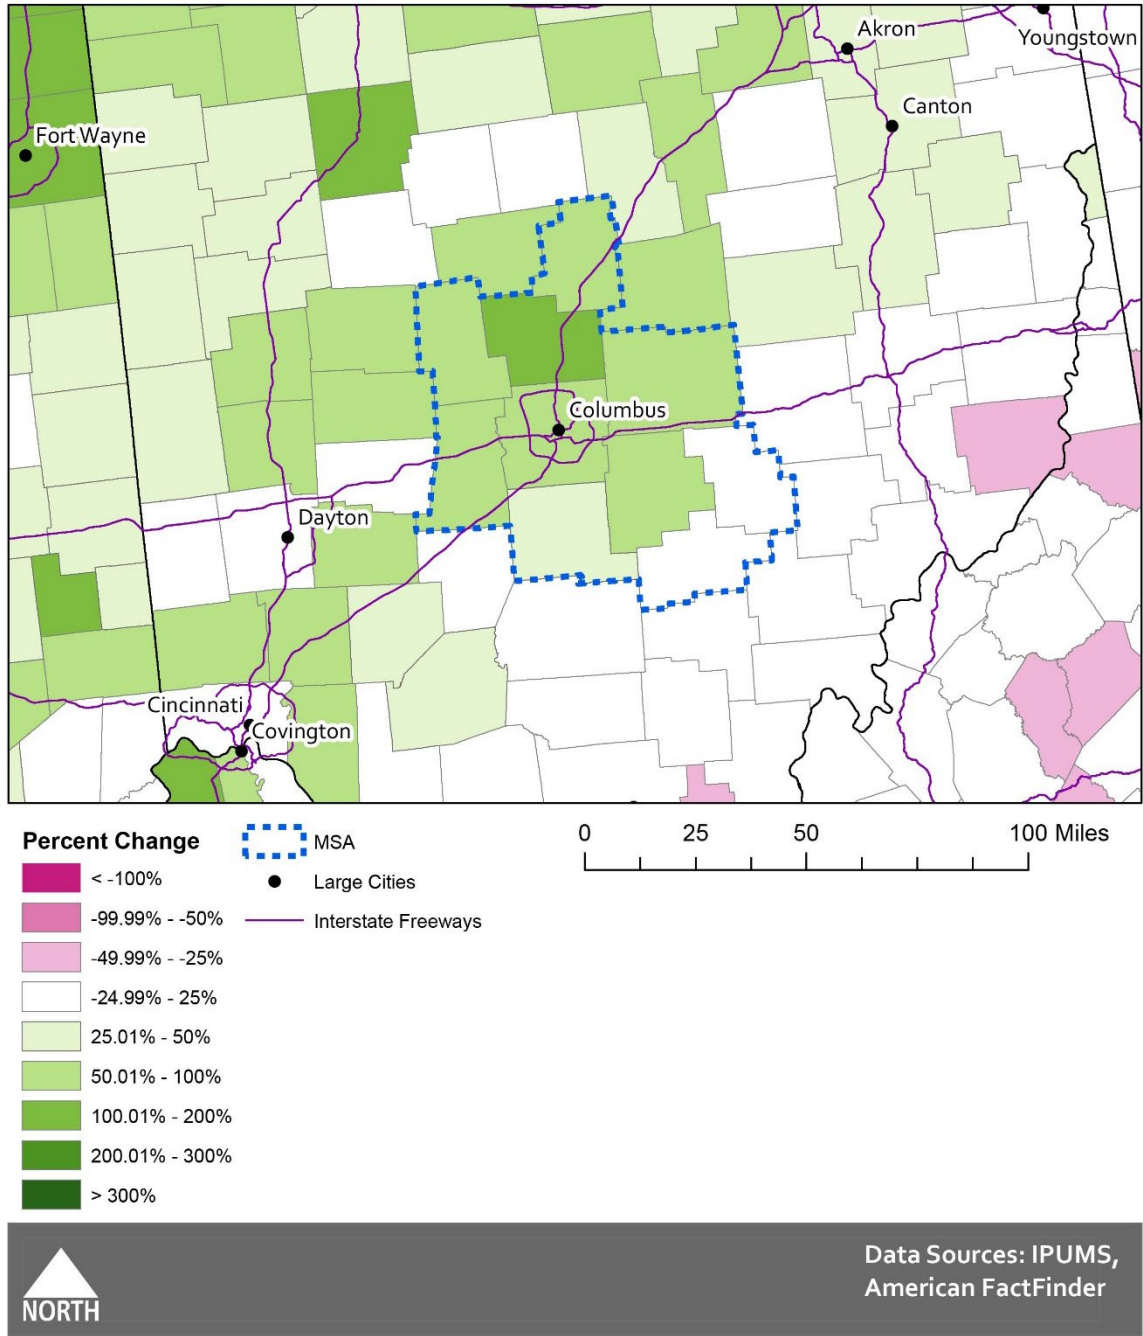 Akron
Youngstown
Canton
Fort Wayne
Columbus
Dayton
Cincinnati
Covington
Percent Change
< -100%
-99.99% - -50%
-49.99% - -25%
-24.99% - 25%
25.01% - 50%
50.01% - 100%
100.01% - 200%
200.01% - 300%
> 300%
MSA
Large Cities
Interstate Freeways
0 25 50 100 Miles
NORTH
Data Sources: IPUMS,
American FactFinder